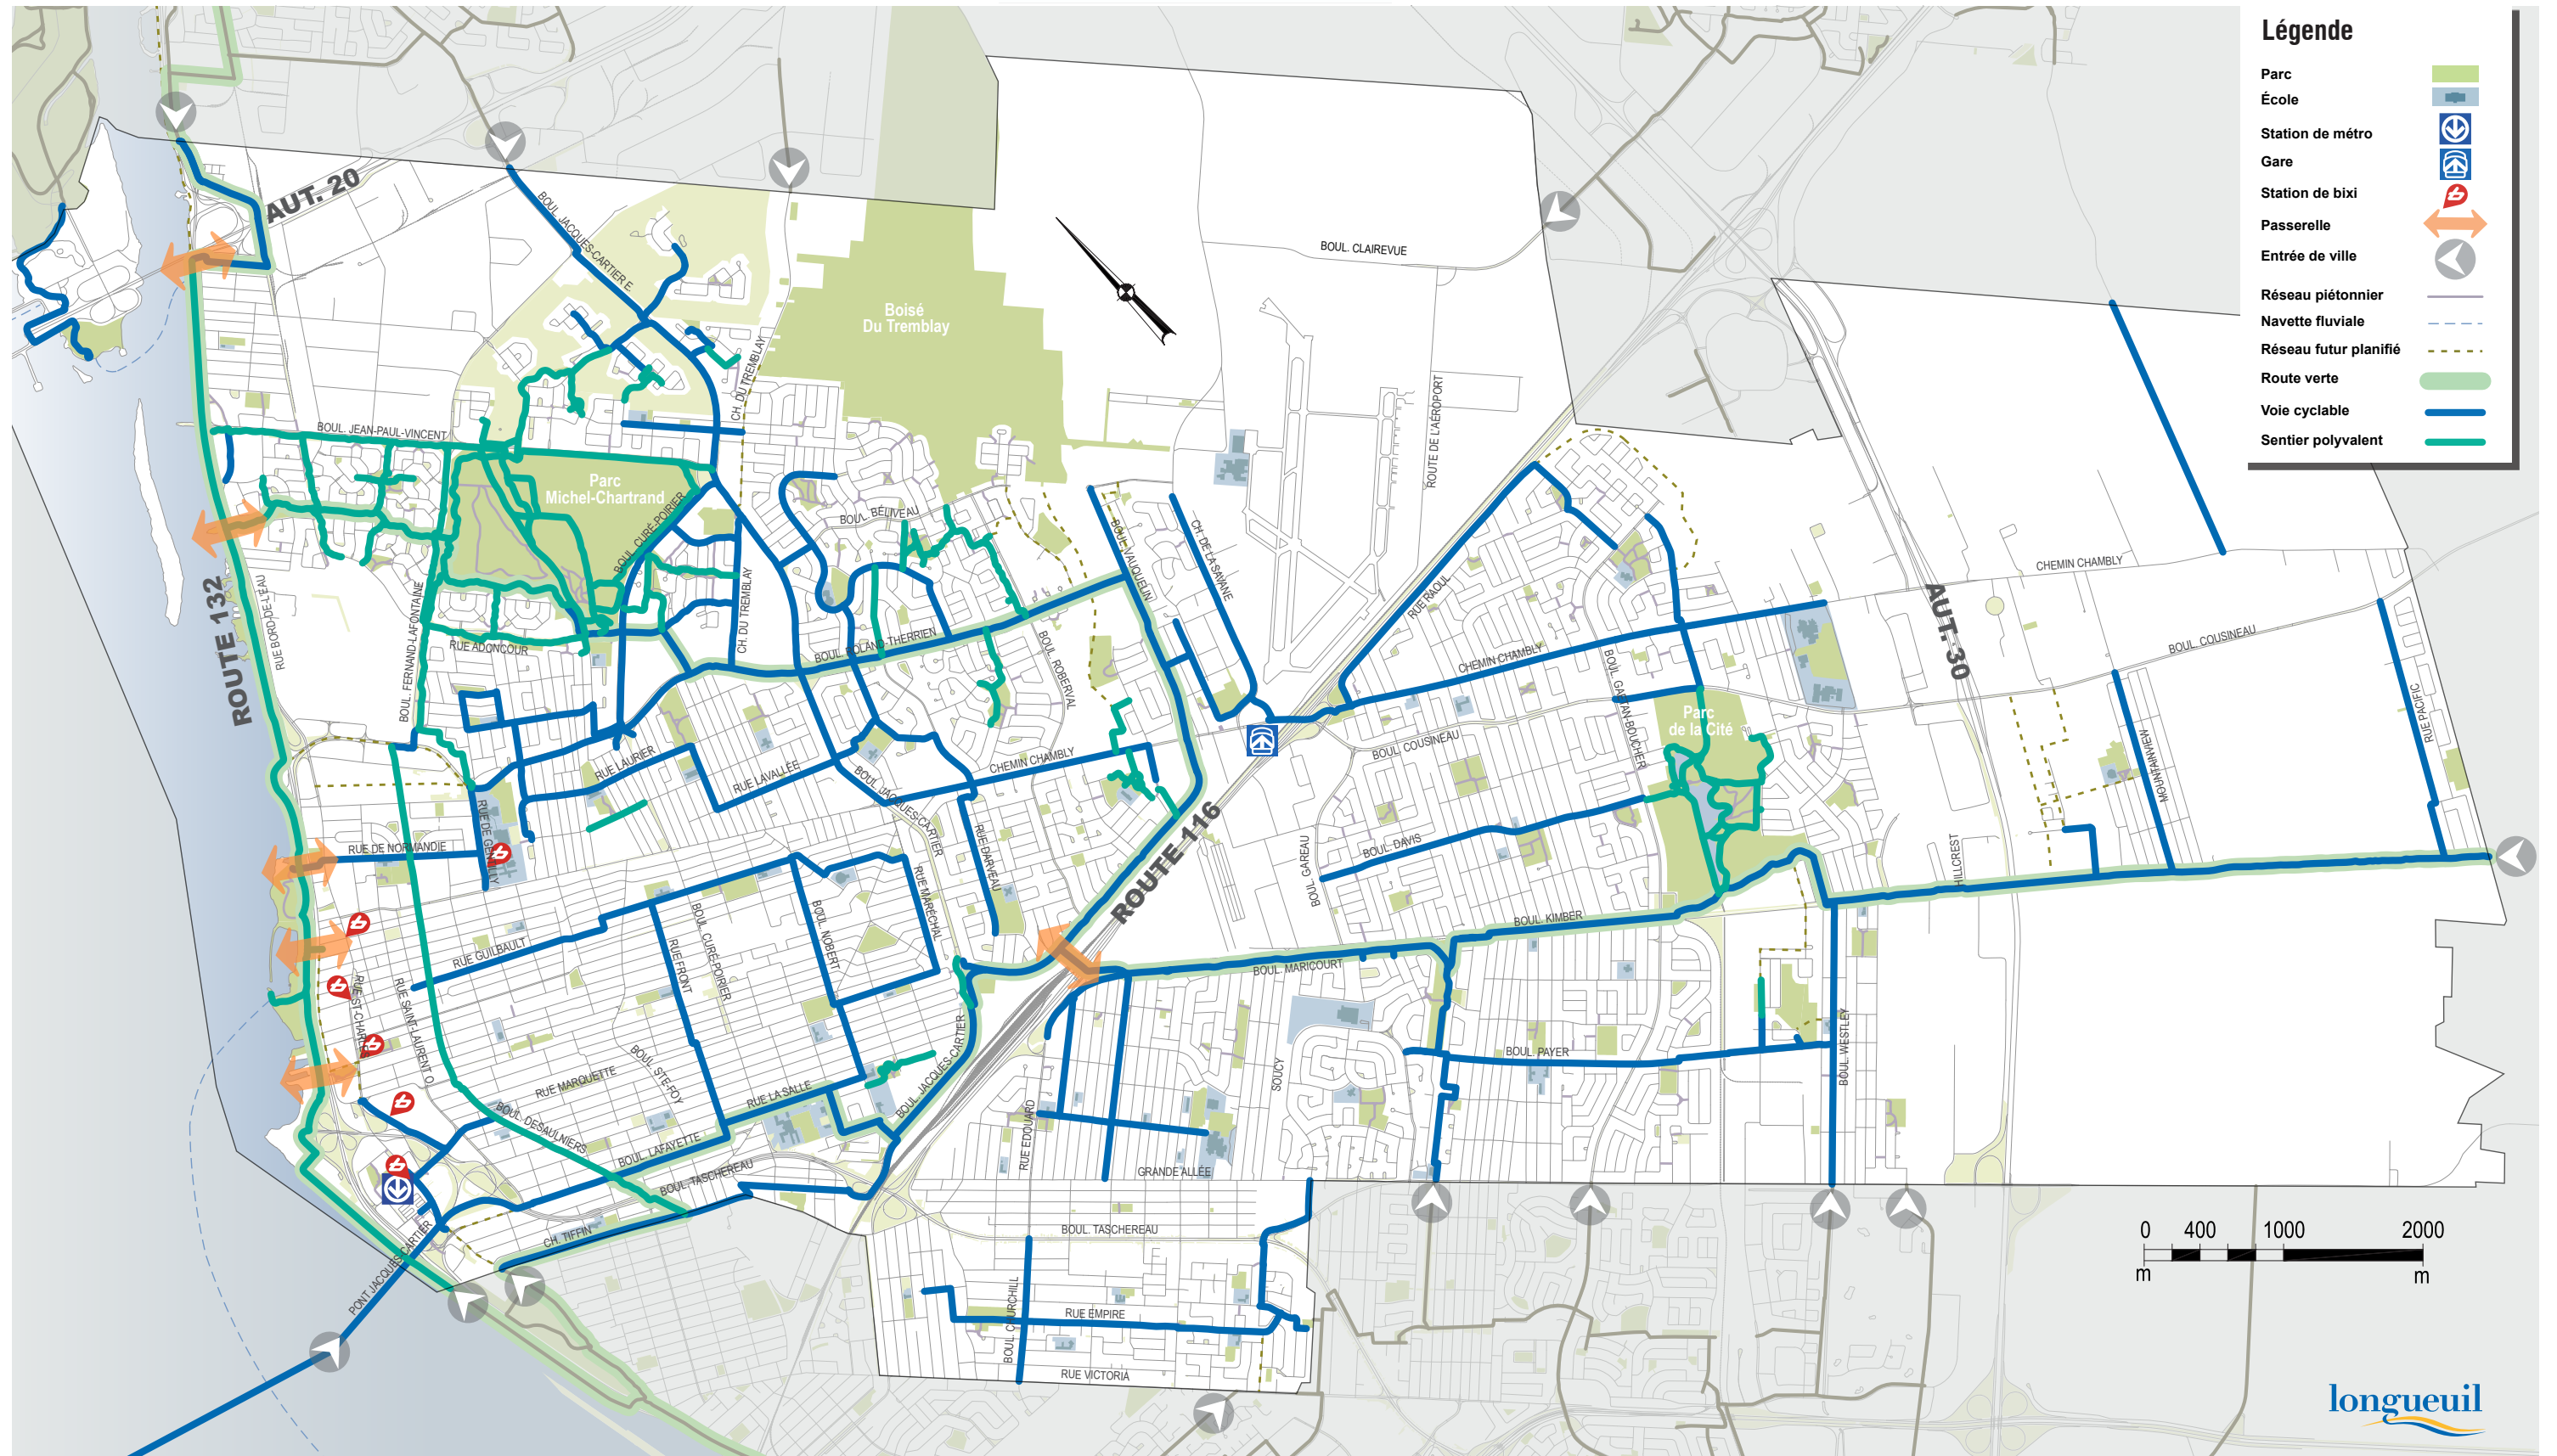 Légende
Parc
École
Station de métro
Gare
Station de bixi
Passerelle
Entrée de ville
Réseau piétonnier
Navette fluviale
Réseau futur planifié
Route verte
Voie cyclable
Sentier polyvalent
AUT. 20
BOUL. JACQUES-CARTIER E.
BOUL. CLAIREVUE
Boisé
Du Tremblay
CH. DU TREMBLAY
ROUTE DE L'AÉROPORT
BOUL. JEAN-PAUL-VINCENT
Parc
Michel-Chartrand
BOUL. CURÉ-POIRIER
BOUL. BÉLIVEAU
BOUL. VAUQUELIN
CH. DE LA SAVANE
RUE RAOUL
CHEMIN CHAMBLY
AUT. 30
BOUL. COUSINEAU
RUE PACIFIC
MOUNTAINVIEW
ROUTE 132
RUE BORD-DE-L'EAU
BOUL. FERNAND-LAFONTAINE
RUE ADONCOUR
CH. DU TREMBLAY
BOUL. ROLAND-THERRIEN
BOUL. ROBERVAL
CHEMIN CHAMBLY
BOUL. GAÉTAN-BOUCHER
Parc
de la Cité
BOUL. COUSINEAU
RUE LAURIER
RUE LAVALLÉE
BOUL. JACQUES-CARTIER
CHEMIN CHAMBLY
RUE DE GENTILLY
RUE DE NORMANDIE
RUE DARVEAU
ROUTE 116
BOUL. GAREAU
BOUL. DAVIS
HILLCREST
RUE GUILBAULT
RUE FRONT
BOUL. CURÉ-POIRIER
BOUL. NOBERT
RUE MARÉCHAL
BOUL. MARICOURT
BOUL. KIMBER
RUE ST-CHARLES
RUE SAINT-LAURENT O.
RUE MARQUETTE
BOUL. STE-FOY
RUE LA SALLE
BOUL. JACQUES-CARTIER
BOUL. DESAULNIERS
BOUL. LAFAYETTE
BOUL. TASCHEREAU
RUE EDOUARD
SOUCY
GRANDE ALLÉE
BOUL. PAYER
BOUL. WESTLEY
CH. TIFFIN
PONT JACQUES-CARTIER
BOUL. TASCHEREAU
BOUL. CHURCHILL
RUE EMPIRE
RUE VICTORIA
0 400 1000 2000
m m
longueuil